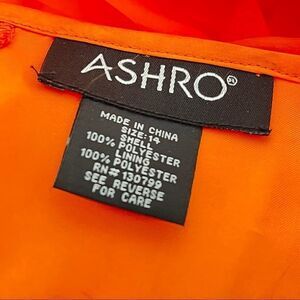 ASHRO®
MADE IN CHINA
SIZE: 14
SHELL
100% POLYESTER
LINING
100% POLYESTER
RN# 130799
SEE REVERSE
FOR CARE